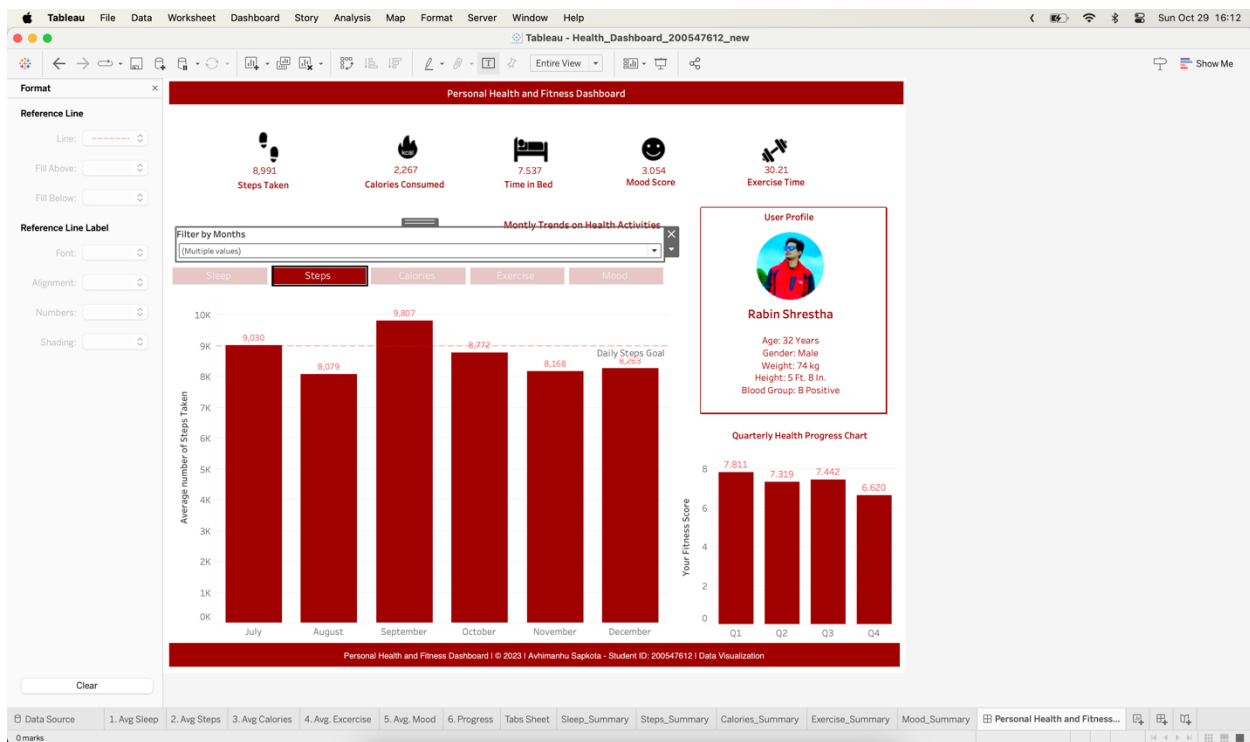 Tableau File Data Worksheet Dashboard Story Analysis Map Format Server Window Help Sun Oct 29 16:12
Tableau - Health_Dashboard_200547612_new
Entire View
Show Me
Format
Reference Line
Line:
Fill Above:
Fill Below:
Reference Line Label
Font:
Alignment:
Numbers:
Shading:
Clear
Personal Health and Fitness Dashboard
8,991
Steps Taken
kcal
2,267
Calories Consumed
7.537
Time in Bed
3.054
Mood Score
30.21
Exercise Time
Montly Trends on Health Activities
Filter by Months
(Multiple values)
Sleep Steps Calories Exercise Mood
Average number of Steps Taken
10K
9K
8K
7K
6K
5K
4K
3K
2K
1K
0K
9,030
8,079
9,807
8,772
8,168
8,263
Daily Steps Goal
July August September October November December
User Profile
Rabin Shrestha
Age: 32 Years
Gender: Male
Weight: 74 kg
Height: 5 Ft. 8 In.
Blood Group: B Positive
Quarterly Health Progress Chart
Your Fitness Score
8
6
4
2
0
7.811
7.319
7.442
6.620
Q1 Q2 Q3 Q4
Personal Health and Fitness Dashboard I © 2023 I Avhimanhu Sapkota - Student ID: 200547612 I Data Visualization
Data Source 1. Avg Sleep 2. Avg Steps 3. Avg Calories 4. Avg. Excercise 5. Avg. Mood 6. Progress Tabs Sheet Sleep_Summary Steps_Summary Calories_Summary Exercise_Summary Mood_Summary Personal Health and Fitness...
0 marks